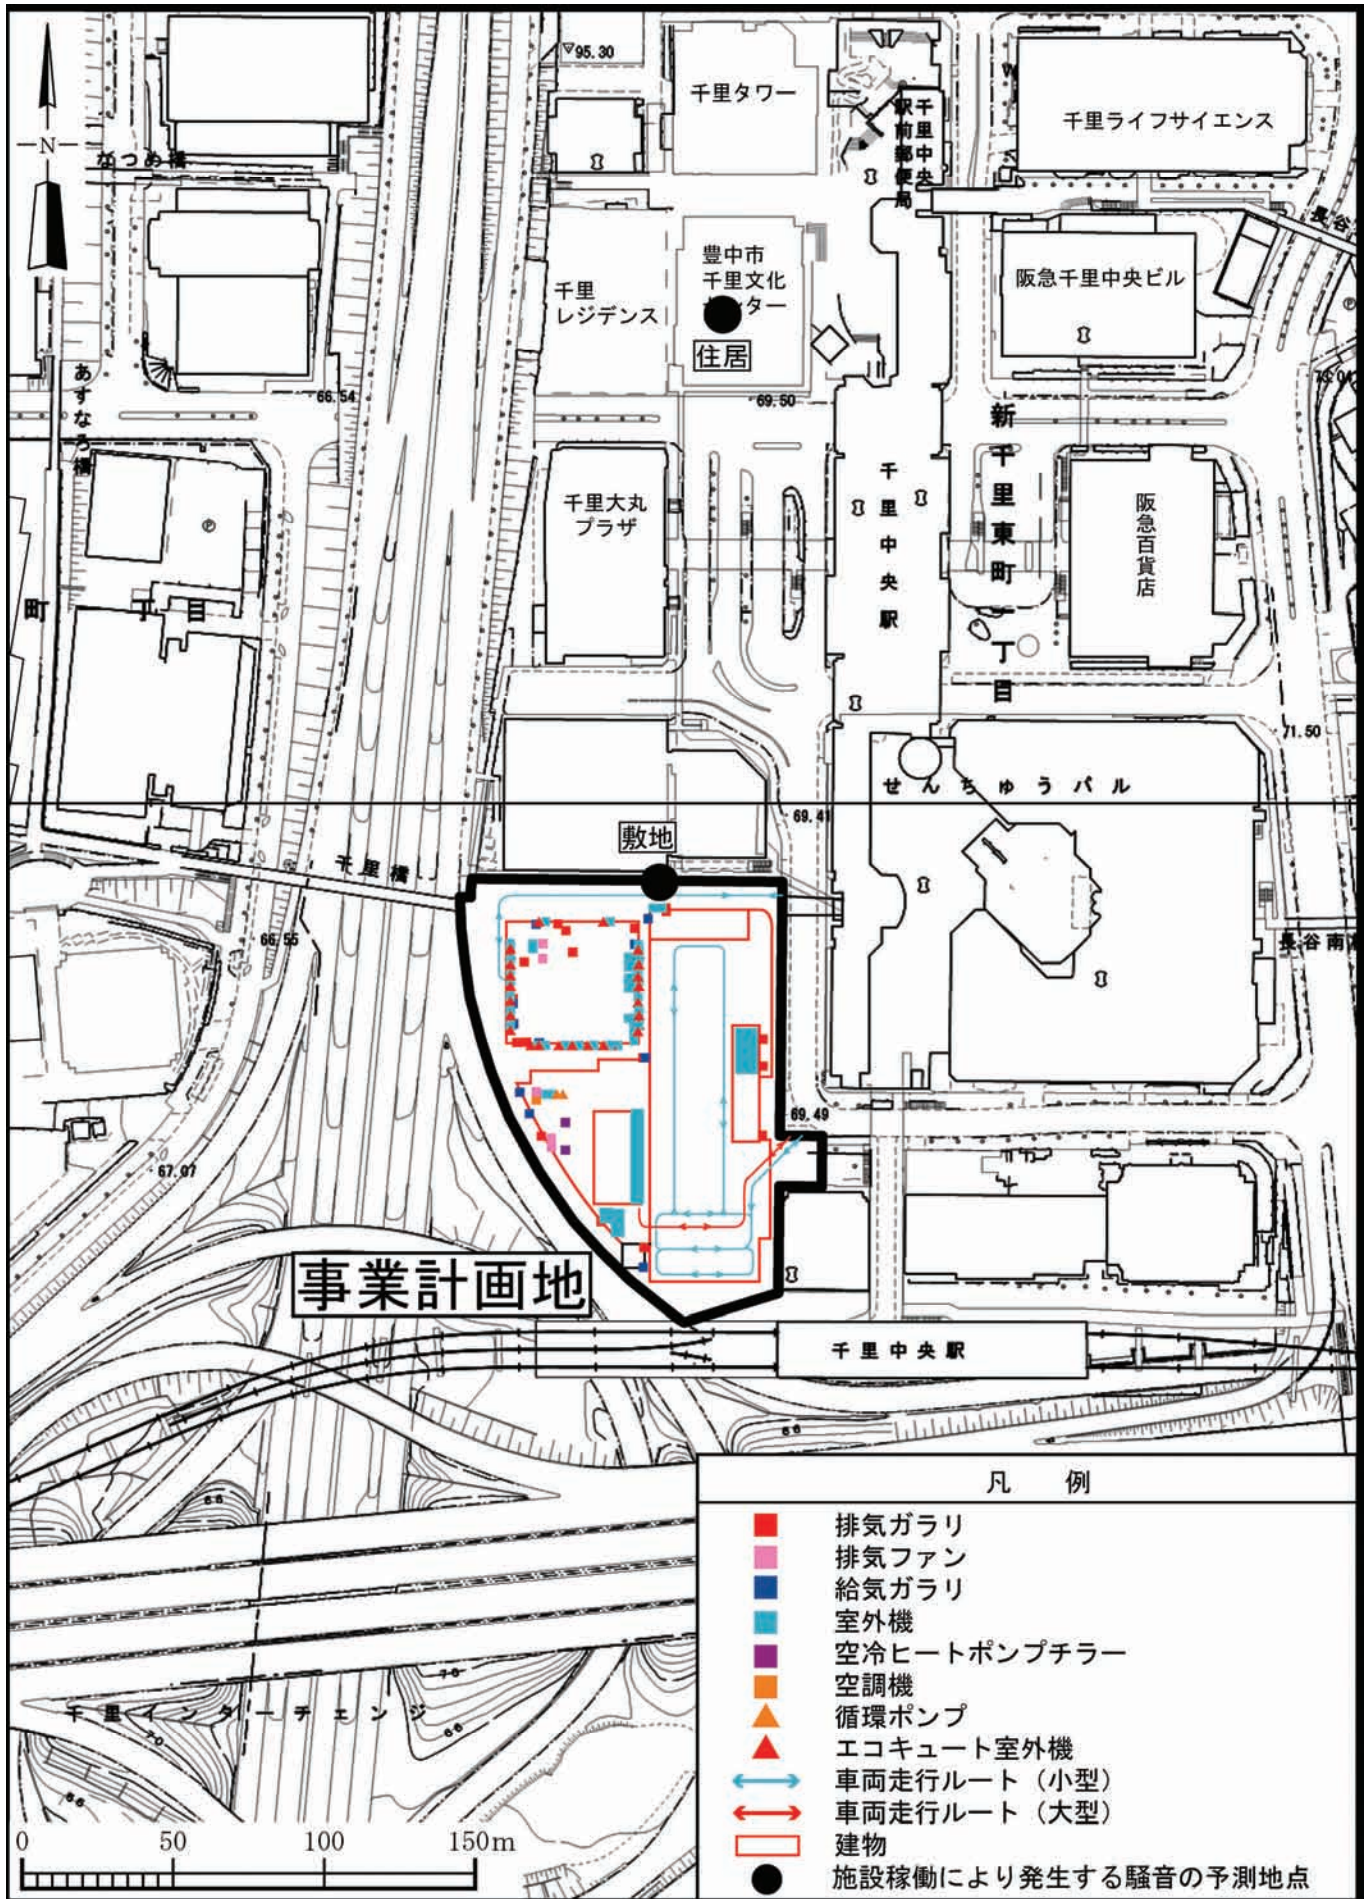 95.30
千里タワー
千里中央
駅前郵便局
千里ライフサイエンス
N
なつめ橋
豊中市
千里文化
ター
千里
レジデンス
住居
阪急千里中央ビル
あすなろ橋
66.54
69.50
新千里東町一丁目
千里大丸
プラザ
千里中央駅
阪急百貨店
町
丁目
71.50
せんちゅうパル
69.41
敷地
千里橋
66.55
長谷南
69.49
67.07
事業計画地
千里中央駅
66
66
76
千里インターチェンジ
70
66
66
0 50 100 150m
凡 例
排気ガラリ
排気ファン
給気ガラリ
室外機
空冷ヒートポンプチラー
空調機
循環ポンプ
エコキュート室外機
車両走行ルート（小型）
車両走行ルート（大型）
建物
施設稼働により発生する騒音の予測地点